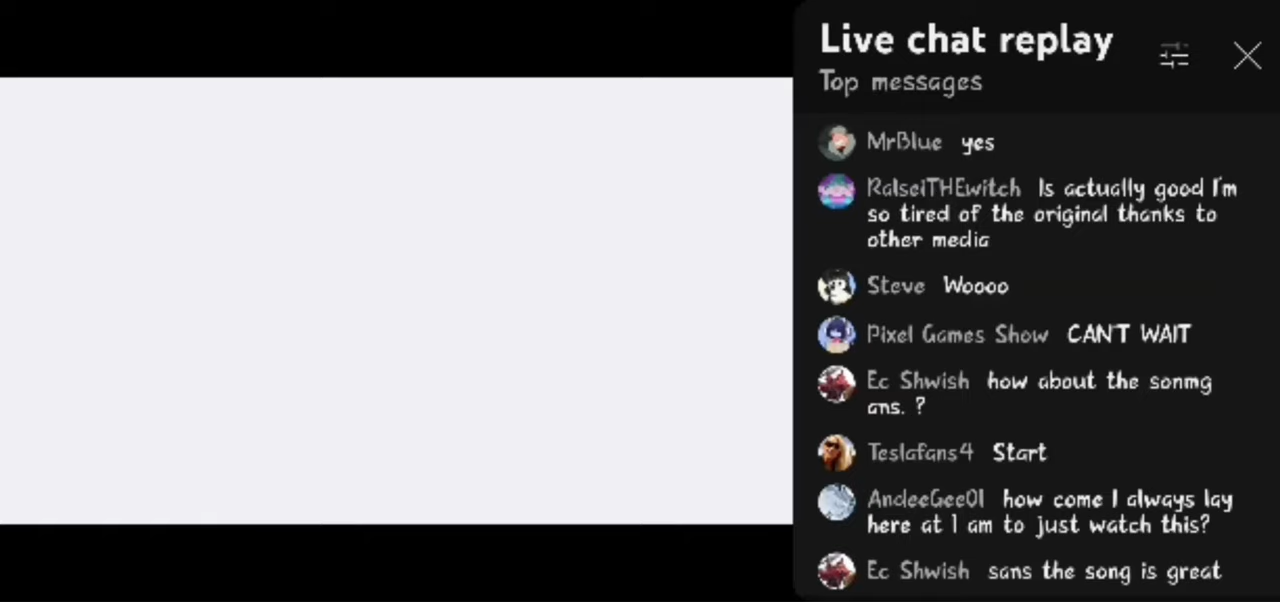 Live chat replay
Top messages
MrBlue yes
RalseiTHEwitch Is actually good I'm
so tired of the original thanks to
other media
Steve Woooo
Pixel Games Show CAN'T WAIT
Ec Shwish how about the sonmg
ans. ?
Teslafans4 Start
AndeeGee01 how come I always lay
here at 1 am to just watch this?
Ec Shwish sans the song is great